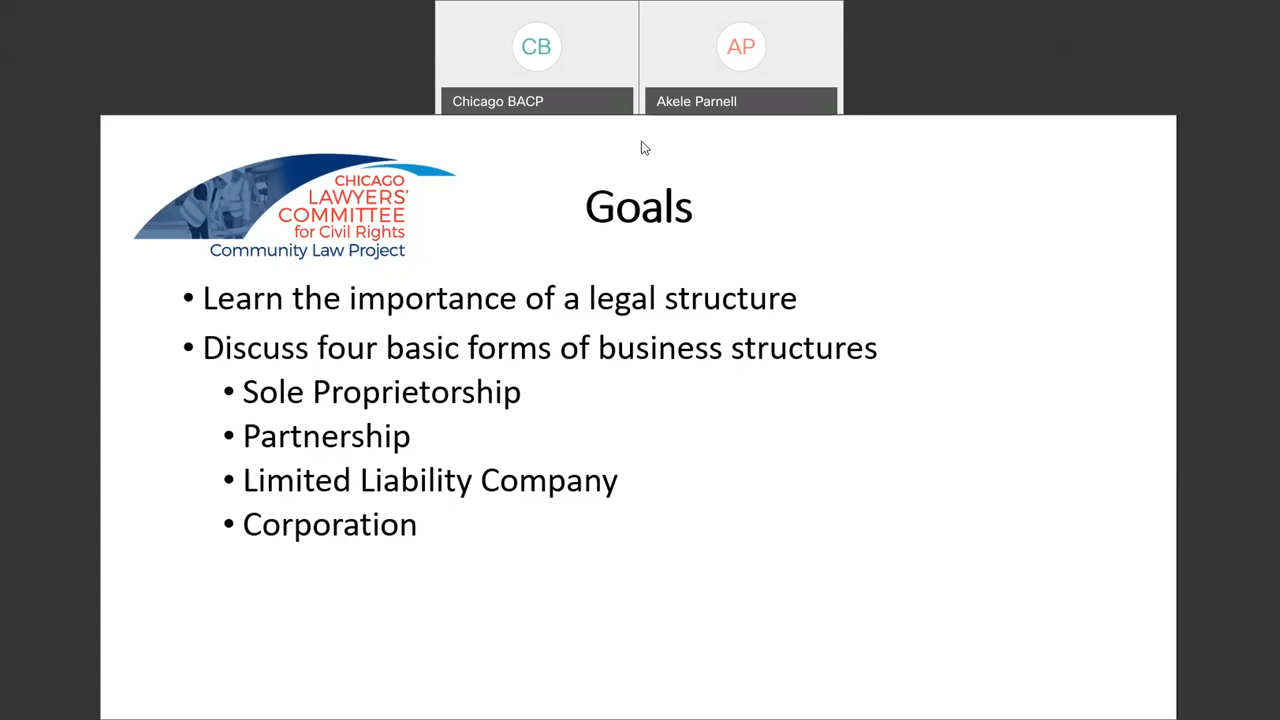 CB
AP
Chicago BACP
Akele Parnell
CHICAGO
LAWYERS'
COMMITTEE
for Civil Rights
Community Law Project
Goals
• Learn the importance of a legal structure
• Discuss four basic forms of business structures
• Sole Proprietorship
• Partnership
• Limited Liability Company
• Corporation